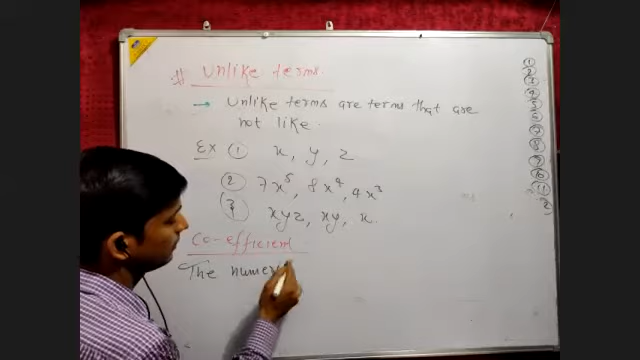 # Unlike terms.
→ Unlike terms are terms that are
not like.
Ex ① x, y, z
② 7x⁵, 8x⁴, 4x³
③ xyz, xy, x.
Co-efficient
The numer